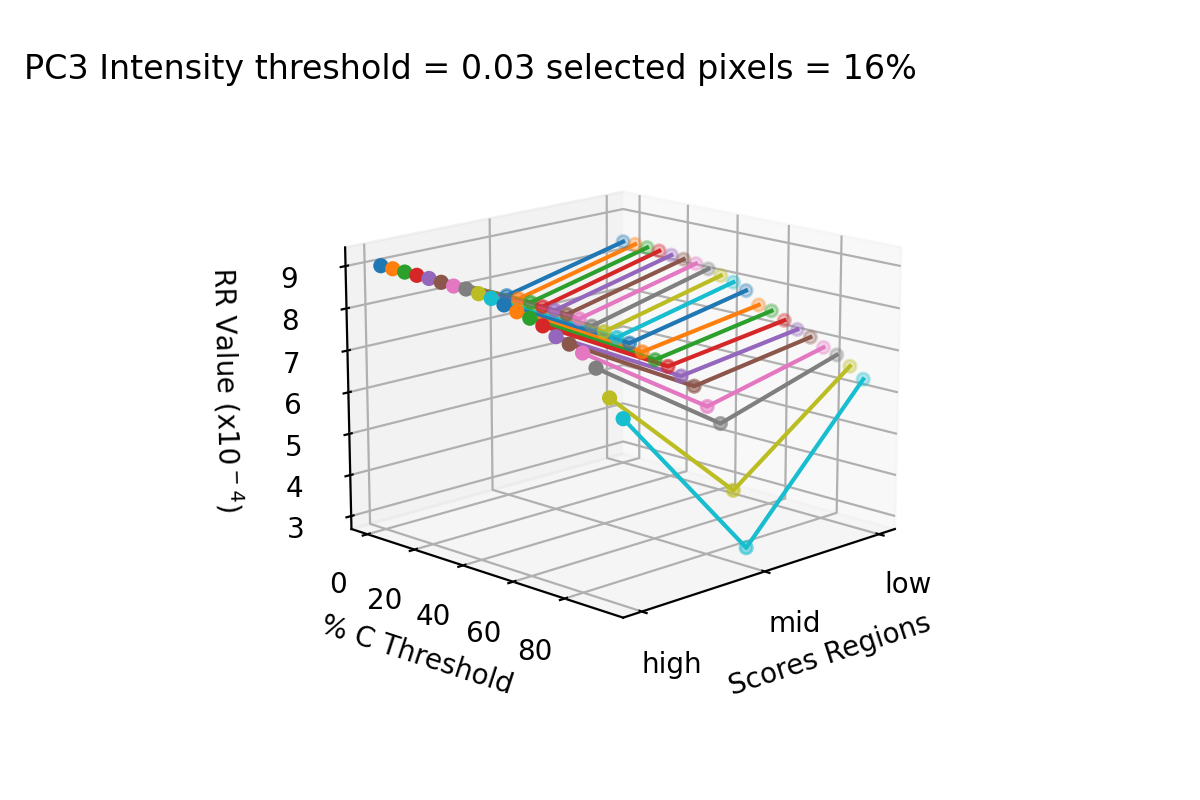 PC3 Intensity threshold = 0.03 selected pixels = 16%
RR Value (x10⁻⁴)
9
8
7
6
5
4
3
0
20
40
60
80
% C Threshold
high
mid
low
Scores Regions